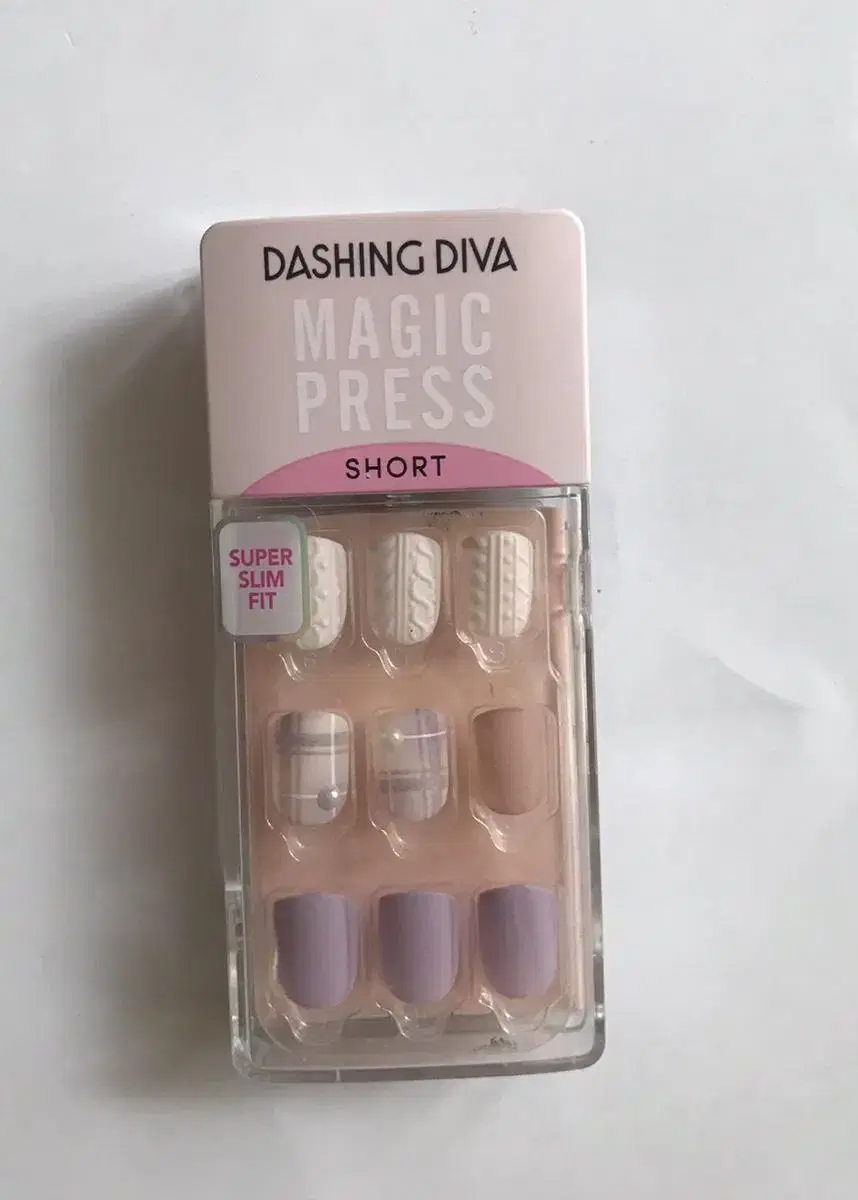 DASHING DIVA
MAGIC
PRESS
SHORT
SUPER
SLIM
FIT